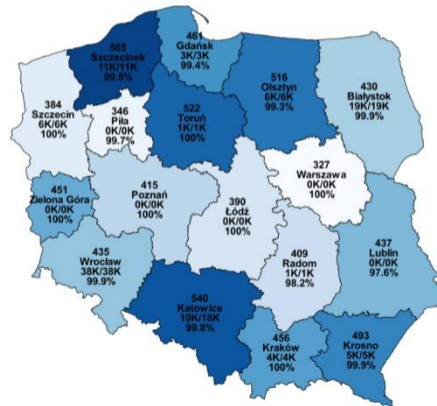 565
Szczecinek
11K/11K
99.5%
461
Gdańsk
3K/3K
99.4%
516
Olsztyn
6K/6K
99.3%
430
Białystok
19K/19K
99.9%
384
Szczecin
6K/6K
100%
346
Piła
0K/0K
99.7%
522
Toruń
1K/1K
100%
327
Warszawa
0K/0K
100%
451
Zielona Góra
0K/0K
100%
415
Poznań
0K/0K
100%
390
Łódź
0K/0K
100%
437
Lublin
0K/0K
97.6%
435
Wrocław
38K/38K
99.9%
409
Radom
1K/1K
98.2%
540
Katowice
19K/18K
99.8%
456
Kraków
4K/4K
100%
493
Krosno
5K/5K
99.9%